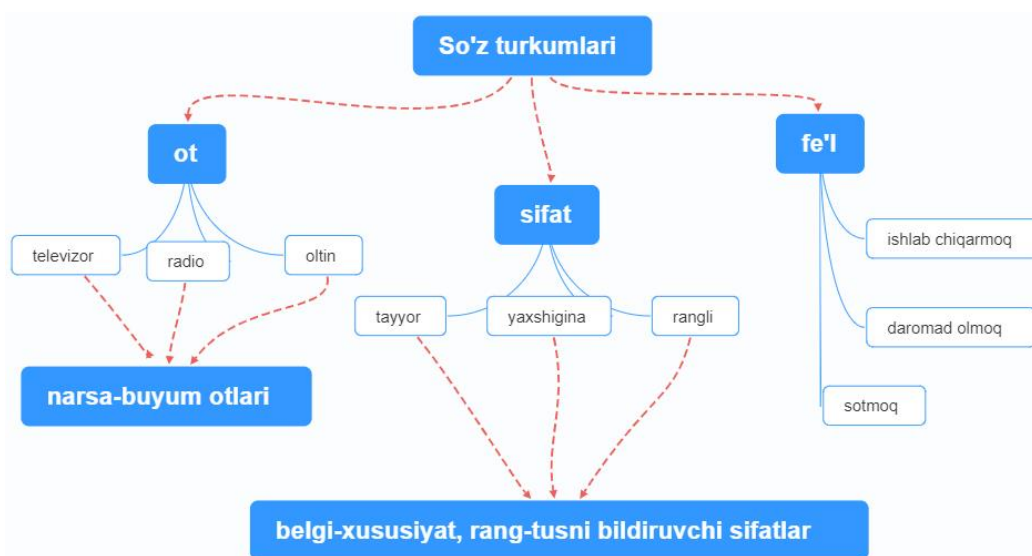 So'z turkumlari
ot
fe'l
sifat
televizor
radio
oltin
ishlab chiqarmoq
tayyor
yaxshigina
rangli
daromad olmoq
narsa-buyum otlari
sotmoq
belgi-xususiyat, rang-tusni bildiruvchi sifatlar